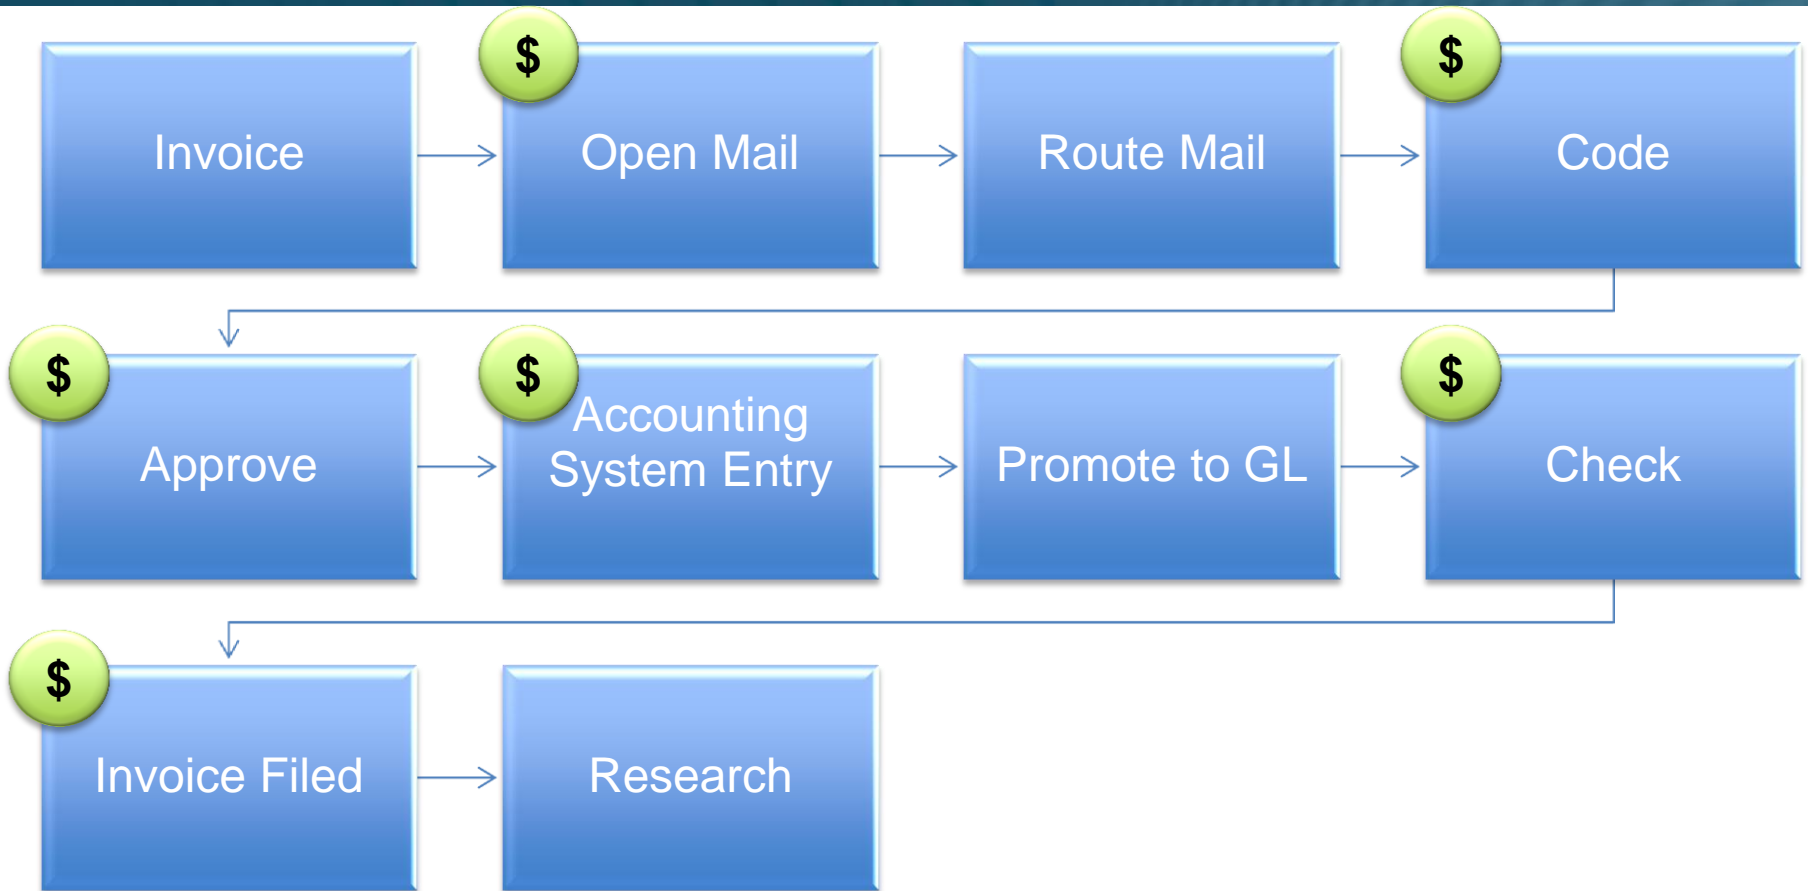 Invoice
$
Open Mail
Route Mail
$
Code
$
Approve
$
Accounting
System Entry
Promote to GL
$
Check
$
Invoice Filed
Research